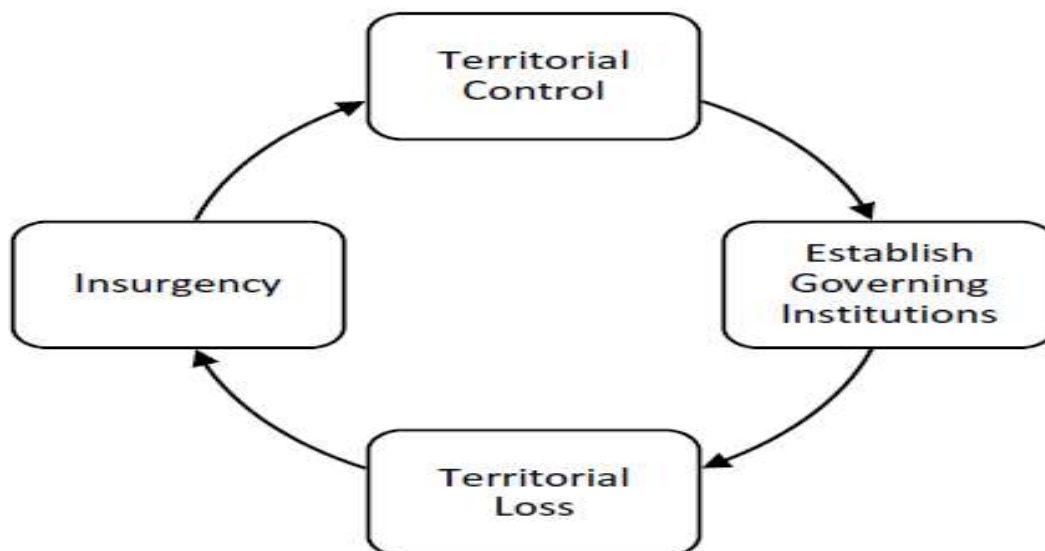 Territorial
Control
Establish
Governing
Institutions
Insurgency
Territorial
Loss